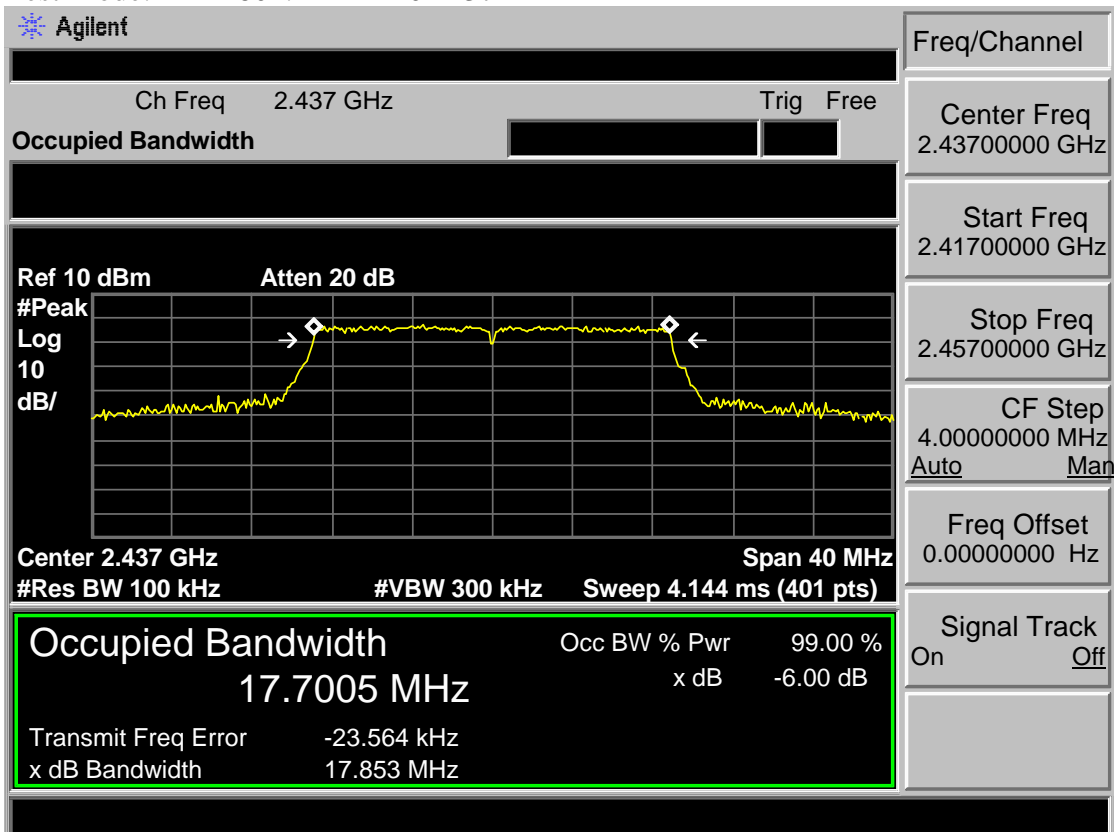 Agilent
Freq/Channel
Ch Freq 2.437 GHz Trig Free
Occupied Bandwidth
Center Freq
2.43700000 GHz
Start Freq
2.41700000 GHz
Stop Freq
2.45700000 GHz
CF Step
4.00000000 MHz
Auto Man
Freq Offset
0.00000000 Hz
Signal Track
On Off
Ref 10 dBm Atten 20 dB
#Peak
Log
10
dB/
Center 2.437 GHz Span 40 MHz
#Res BW 100 kHz #VBW 300 kHz Sweep 4.144 ms (401 pts)
Occupied Bandwidth Occ BW % Pwr 99.00 %
17.7005 MHz x dB -6.00 dB
Transmit Freq Error -23.564 kHz
x dB Bandwidth 17.853 MHz